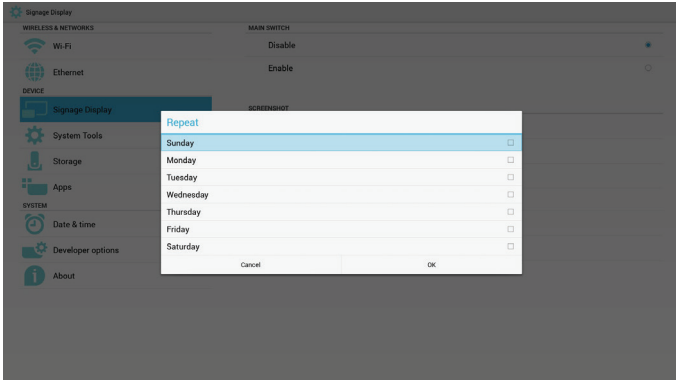 Signage Display
WIRELESS & NETWORKS
Wi-Fi
Ethernet
DEVICE
Signage Display
System Tools
Storage
Apps
SYSTEM
Date & time
Developer options
About
MAIN SWITCH
Disable
Enable
SCREENSHOT
Repeat
Sunday
Monday
Tuesday
Wednesday
Thursday
Friday
Saturday
Cancel
OK